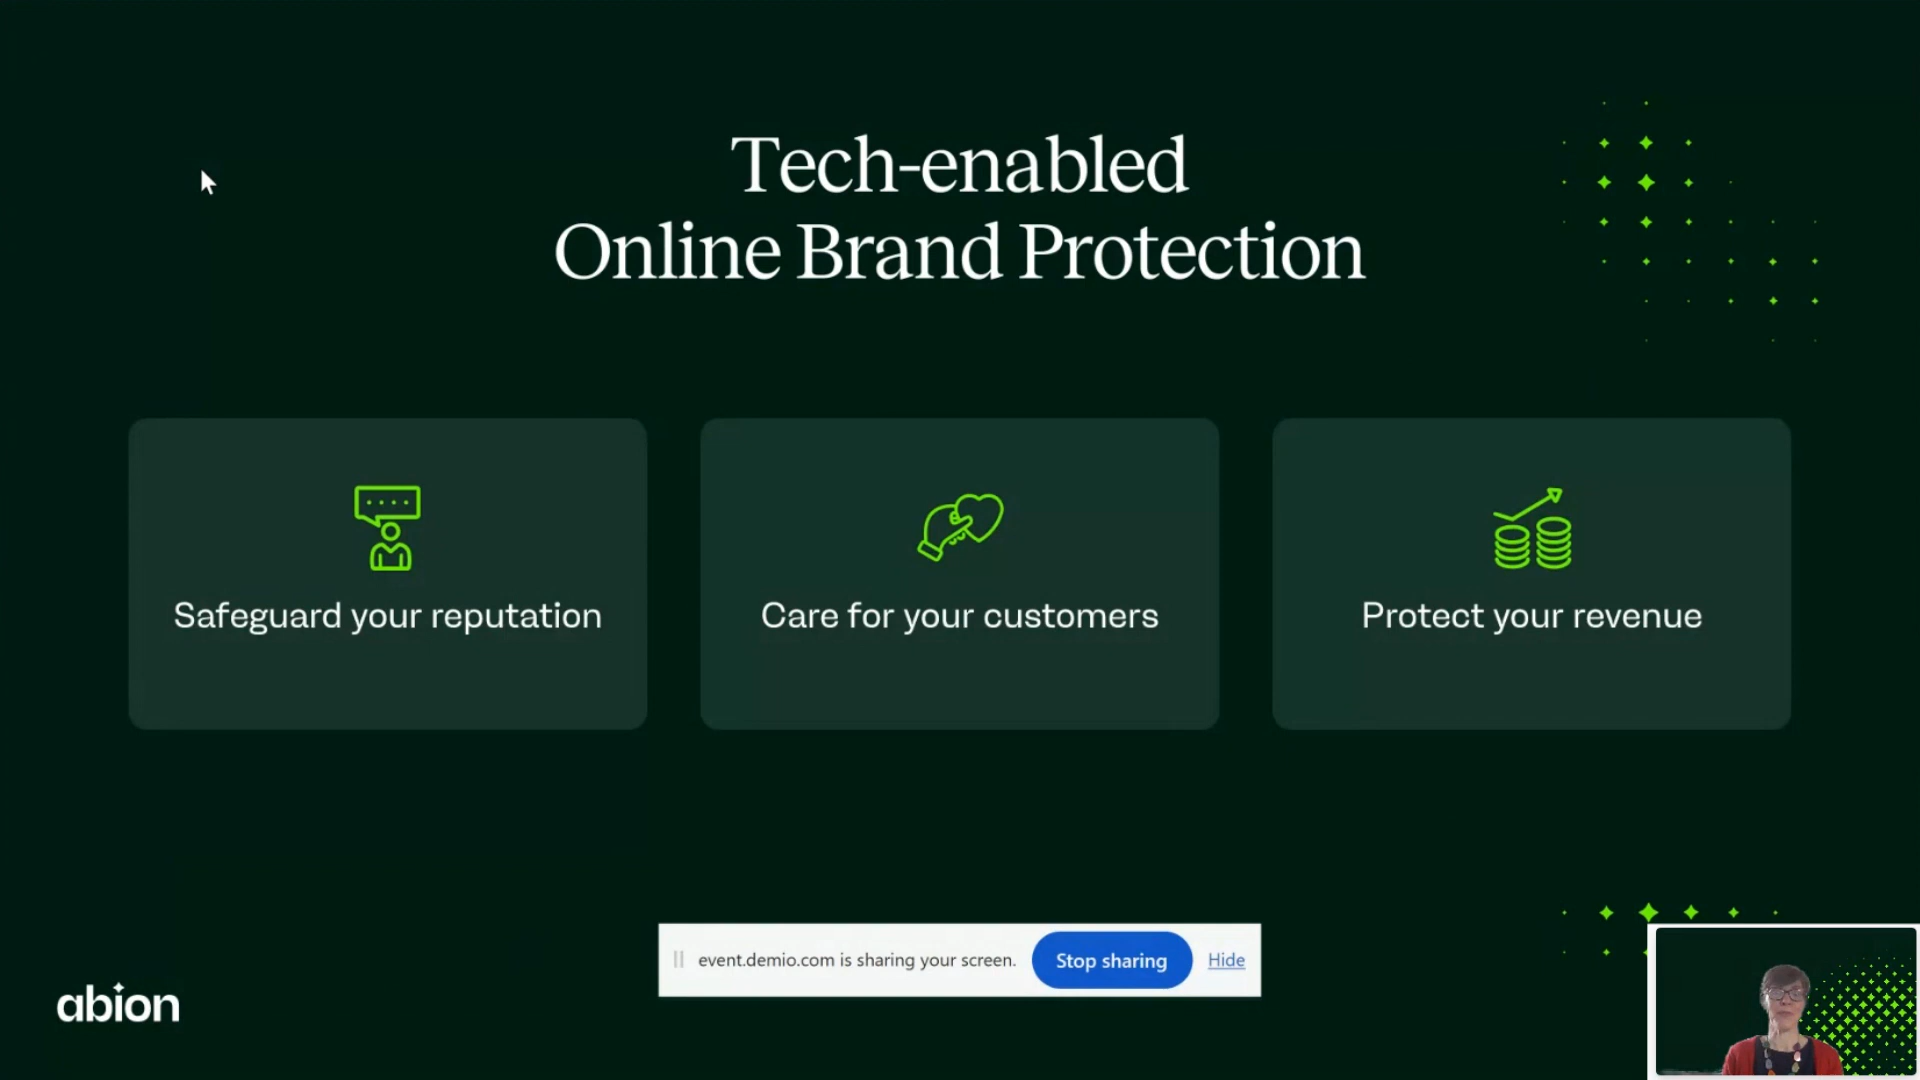 Tech-enabled
Online Brand Protection
Safeguard your reputation
Care for your customers
Protect your revenue
event.demio.com is sharing your screen. Stop sharing Hide
abion